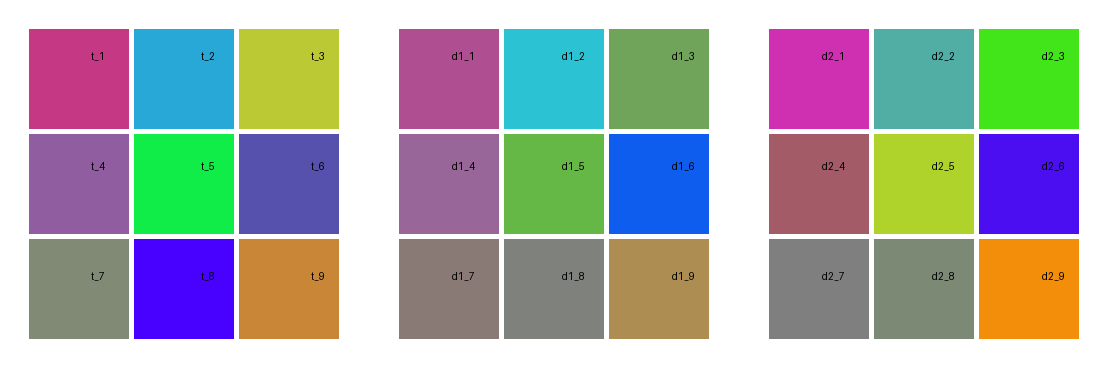 t_1 t_2 t_3 d1_1 d1_2 d1_3 d2_1 d2_2 d2_3
t_4 t_5 t_6 d1_4 d1_5 d1_6 d2_4 d2_5 d2_6
t_7 t_8 t_9 d1_7 d1_8 d1_9 d2_7 d2_8 d2_9